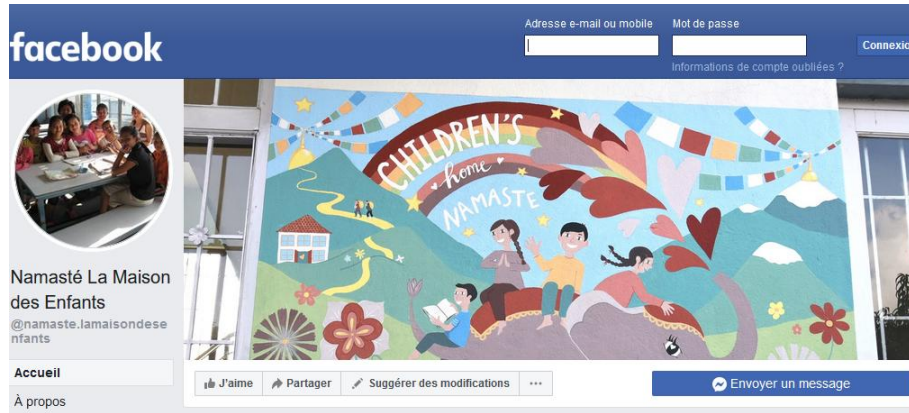 Adresse e-mail ou mobile
Mot de passe
facebook
Connexio
Informations de compte oubliées ?
CHILDREN'S
home
NAMASTE
Namasté La Maison
des Enfants
@namaste.lamaisondese
nfants
Accueil
À propos
J'aime
Partager
Suggérer des modifications
Envoyer un message